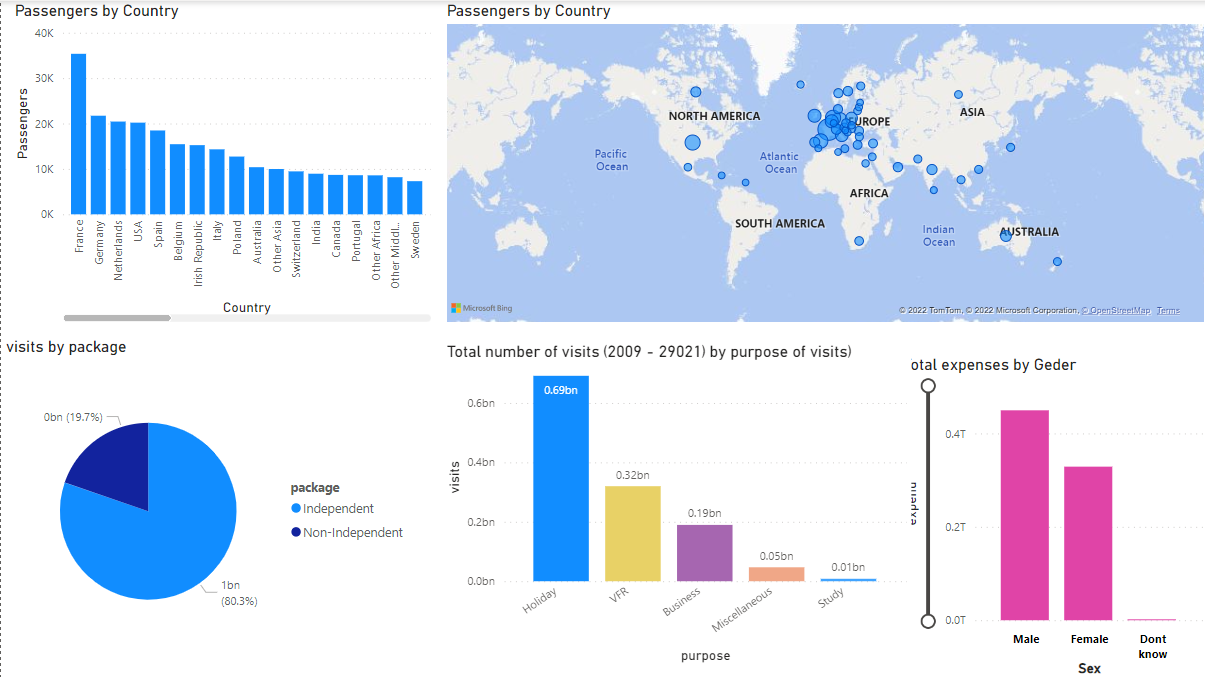 Passengers by Country
40K
30K
20K
10K
0K
Passengers
France
Germany
Netherlands
USA
Spain
Belgium
Irish Republic
Italy
Poland
Australia
Other Asia
Switzerland
India
Canada
Portugal
Other Africa
Other Middl...
Sweden
Country
Passengers by Country
NORTH AMERICA
EUROPE
ASIA
Pacific
Ocean
Atlantic
Ocean
AFRICA
SOUTH AMERICA
Indian
Ocean
AUSTRALIA
Microsoft Bing
© 2022 TomTom, © 2022 Microsoft Corporation, © OpenStreetMap Terms
visits by package
0bn (19.7%)
1bn
(80.3%)
package
Independent
Non-Independent
Total number of visits (2009 - 29021) by purpose of visits)
visits
0.6bn
0.4bn
0.2bn
0.0bn
0.69bn
0.32bn
0.19bn
0.05bn
0.01bn
Holiday
VFR
Business
Miscellaneous
Study
purpose
otal expenses by Geder
0.4T
0.2T
0.0T
Male
Female
Dont
know
Sex